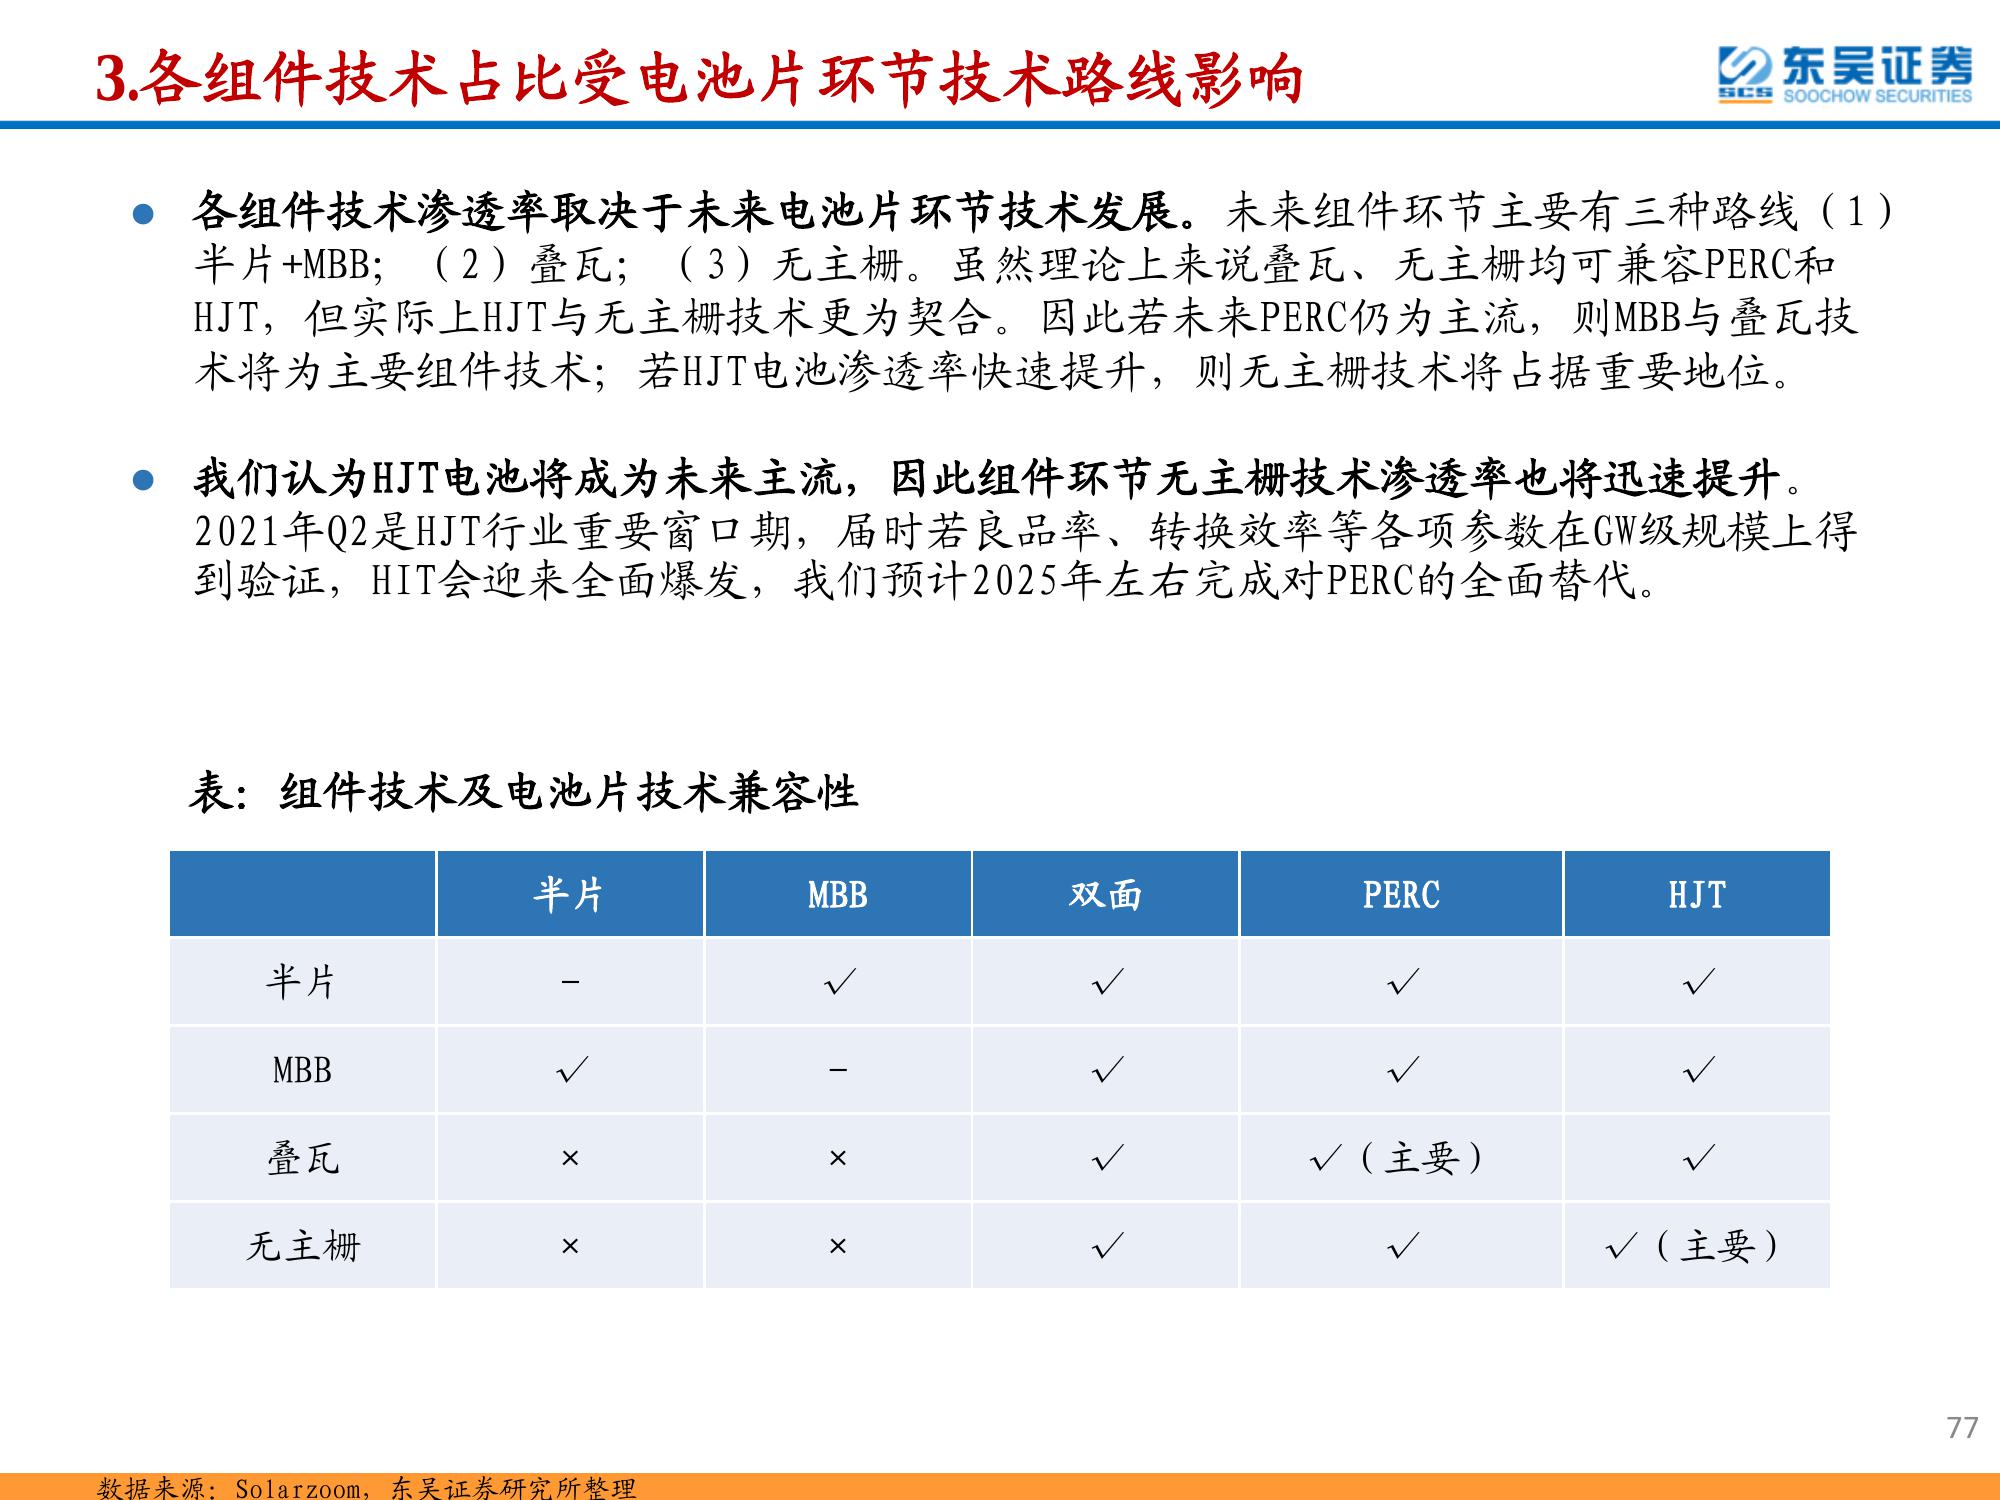 3.各组件技术占比受电池片环节技术路线影响
东吴证券
SCS SOOCHOW SECURITIES
各组件技术渗透率取决于未来电池片环节技术发展。未来组件环节主要有三种路线（1）
半片+MBB；（2）叠瓦；（3）无主栅。虽然理论上来说叠瓦、无主栅均可兼容PERC和
HJT，但实际上HJT与无主栅技术更为契合。因此若未来PERC仍为主流，则MBB与叠瓦技
术将为主要组件技术；若HJT电池渗透率快速提升，则无主栅技术将占据重要地位。
我们认为HJT电池将成为未来主流，因此组件环节无主栅技术渗透率也将迅速提升。
2021年Q2是HJT行业重要窗口期，届时若良品率、转换效率等各项参数在GW级规模上得
到验证，HIT会迎来全面爆发，我们预计2025年左右完成对PERC的全面替代。
表：组件技术及电池片技术兼容性
半片 MBB 双面 PERC HJT
半片 - √ √ √ √
MBB √ - √ √ √
叠瓦 × × √ √（主要） √
无主栅 × × √ √ √（主要）
77
数据来源：Solarzoom，东吴证券研究所整理